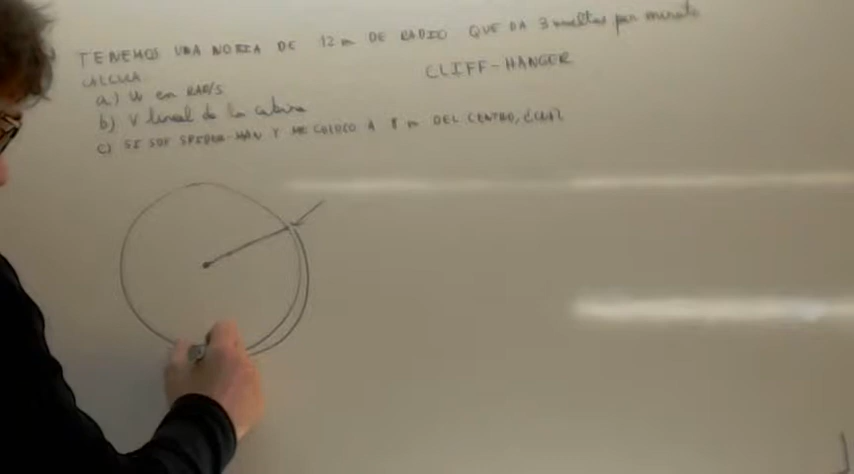 TENEMOS UNA NORIA DE 12 m DE RADIO QUE DA 3 vueltas por minuto
CALCULA
CLIFF-HANGER
a) W en RAD/S
b) V lineal de la cabina
c) SI SOY SPIDER-MAN Y ME COLOCO A 8 m DEL CENTRO, ¿CUAL